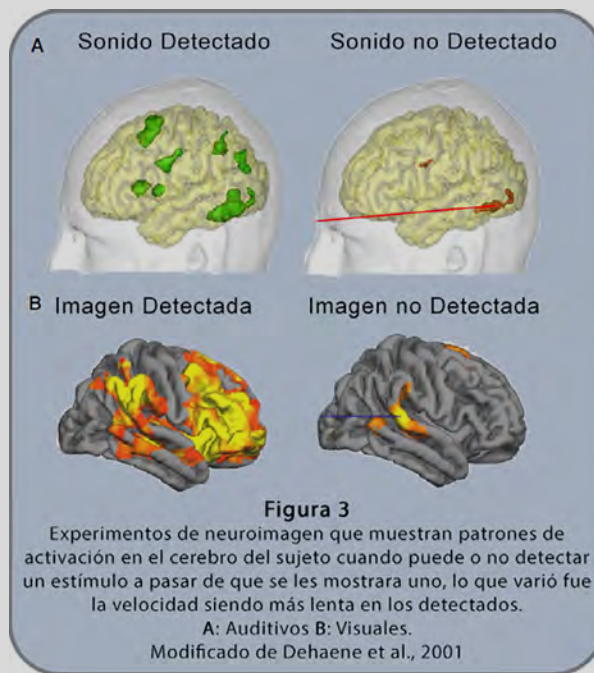 A Sonido Detectado Sonido no Detectado
B Imagen Detectada Imagen no Detectada
Figura 3
Experimentos de neuroimagen que muestran patrones de
activación en el cerebro del sujeto cuando puede o no detectar
un estímulo a pasar de que se les mostrara uno, lo que varió fue
la velocidad siendo más lenta en los detectados.
A: Auditivos B: Visuales.
Modificado de Dehaene et al., 2001